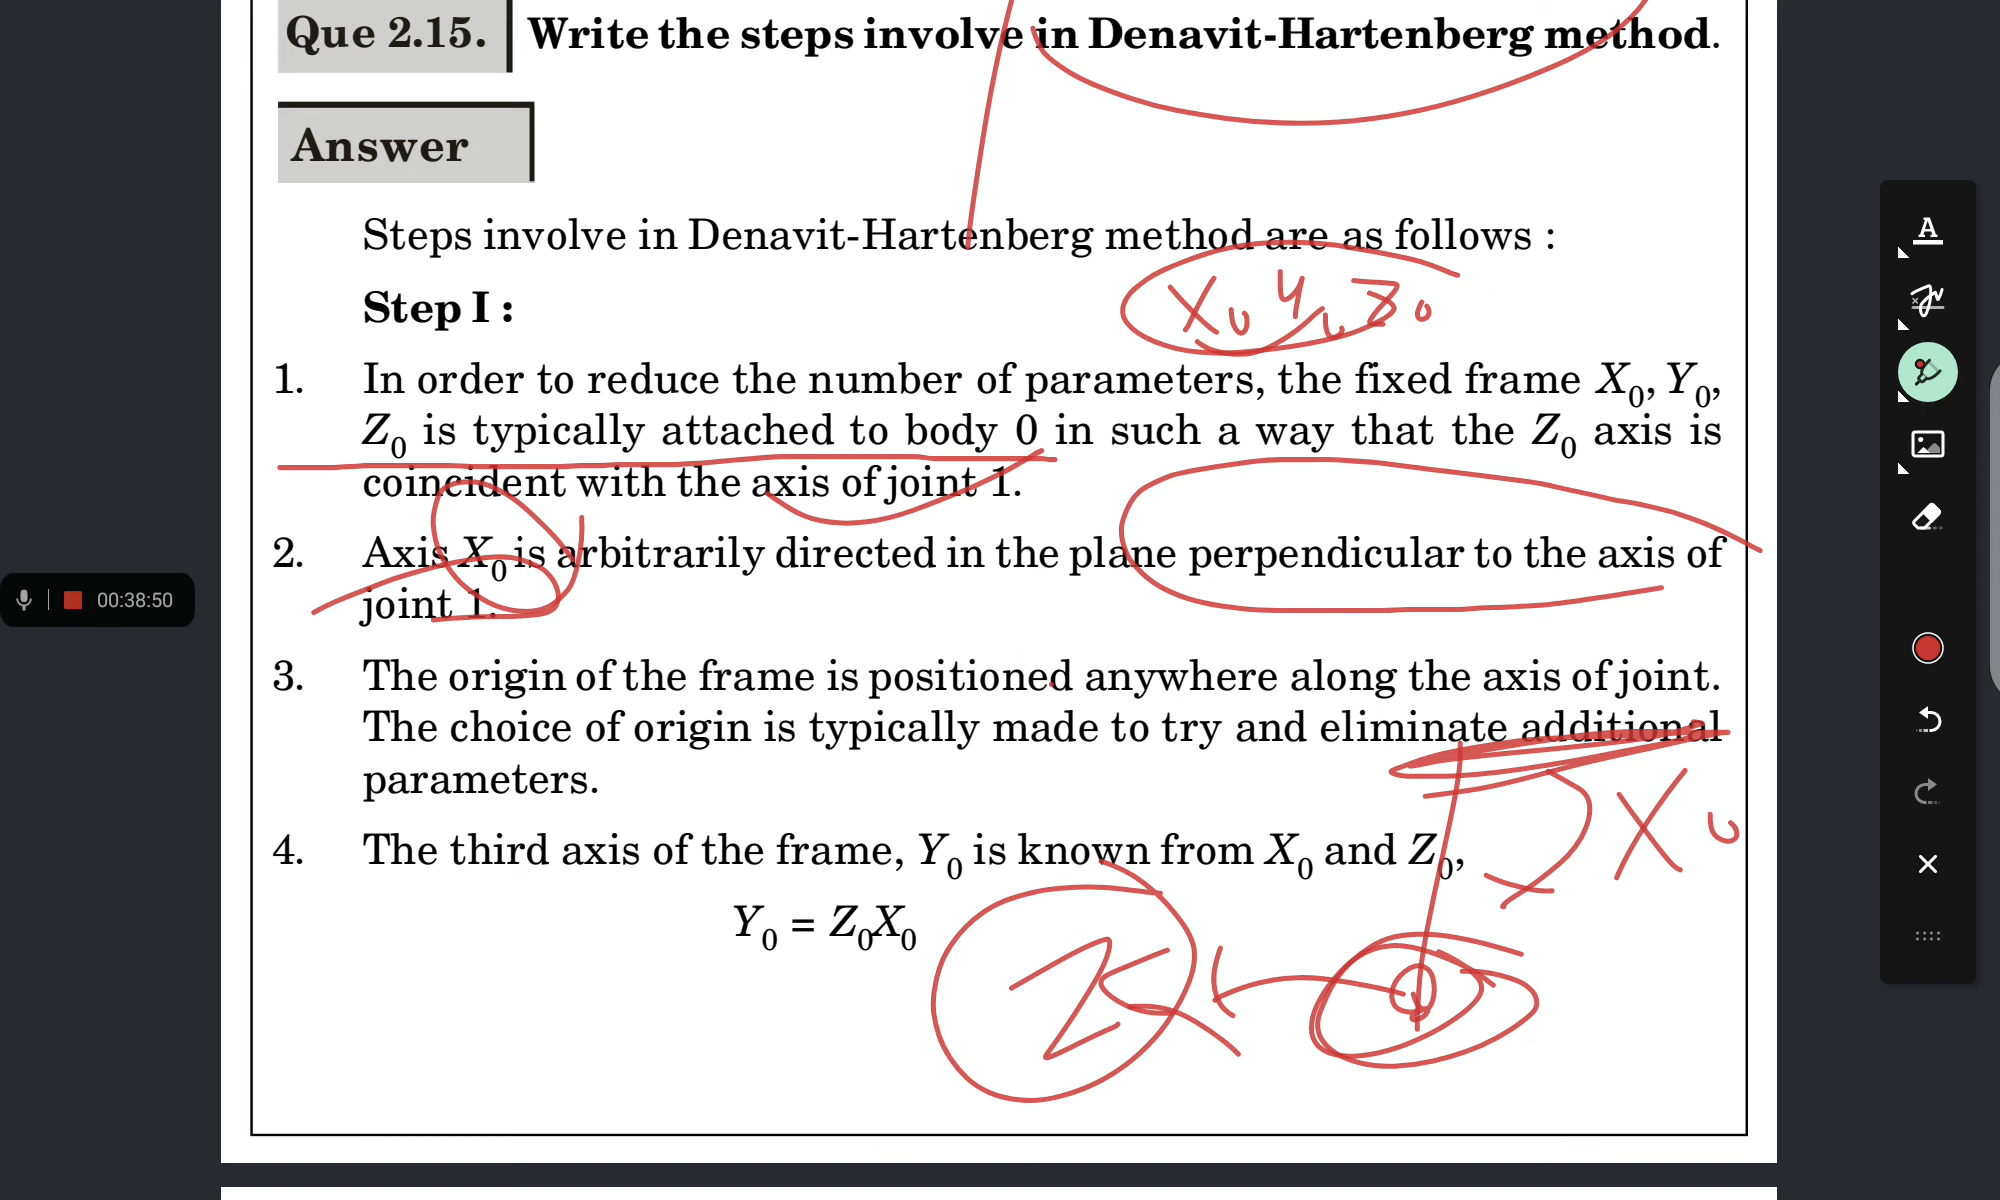 Que 2.15. Write the steps involve in Denavit-Hartenberg method.
Answer
Steps involve in Denavit-Hartenberg method are as follows :
Step I :
X₀ Y₀ Z₀
1. In order to reduce the number of parameters, the fixed frame X₀, Y₀,
Z₀ is typically attached to body 0 in such a way that the Z₀ axis is
coincident with the axis of joint 1.
2. Axis X₀ is arbitrarily directed in the plane perpendicular to the axis of
joint 1.
00:38:50
3. The origin of the frame is positioned anywhere along the axis of joint.
The choice of origin is typically made to try and eliminate additional
parameters.
X₀
4. The third axis of the frame, Y₀ is known from X₀ and Z₀,
Y₀ = Z₀X₀
Z